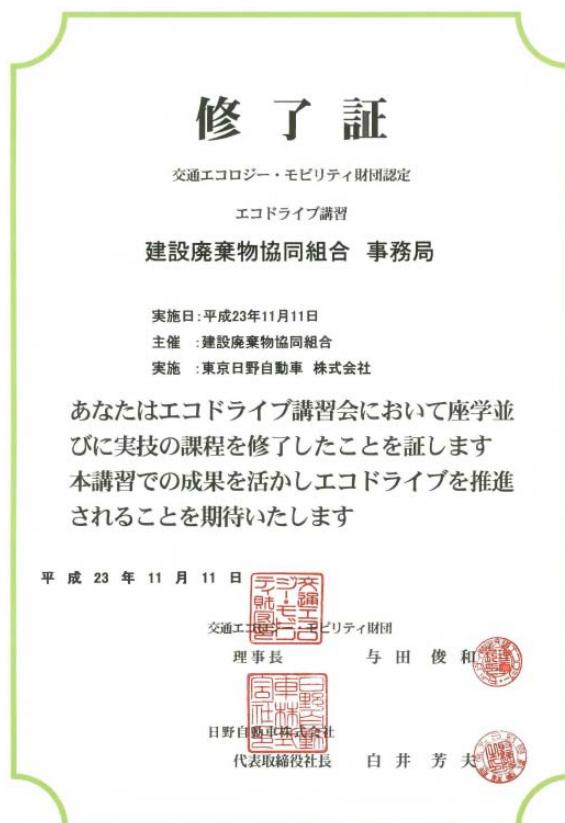 修了証
交通エコロジー・モビリティ財団認定
エコドライブ講習
建設廃棄物協同組合 事務局
実施日:平成23年11月11日
主催 :建設廃棄物協同組合
実施 :東京日野自動車 株式会社
あなたはエコドライブ講習会において座学並
びに実技の課程を修了したことを証します
本講習での成果を活かしエコドライブを推進
されることを期待いたします
平成 23 年 11 月 11 日
交通エコロジー・モビリティ財団
理事長 与田 俊和
日野自動車株式会社
代表取締役社長 白井 芳夫